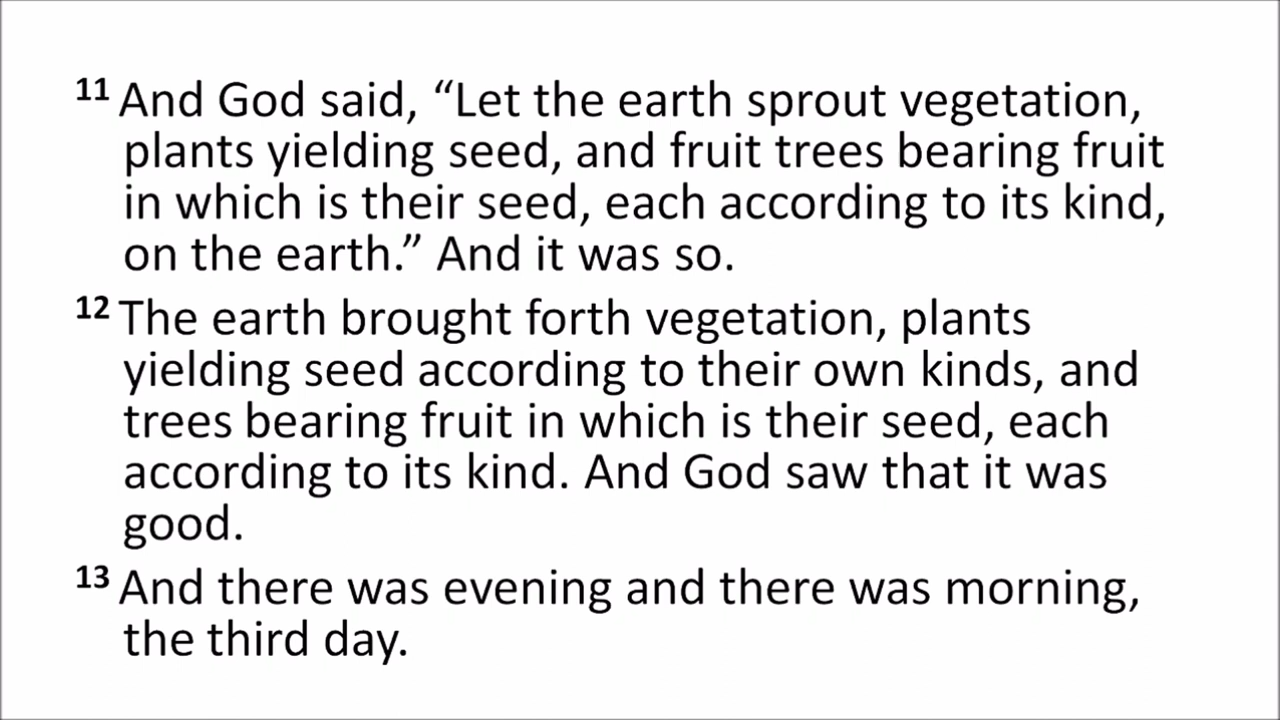 11 And God said, “Let the earth sprout vegetation,
plants yielding seed, and fruit trees bearing fruit
in which is their seed, each according to its kind,
on the earth.” And it was so.
12 The earth brought forth vegetation, plants
yielding seed according to their own kinds, and
trees bearing fruit in which is their seed, each
according to its kind. And God saw that it was
good.
13 And there was evening and there was morning,
the third day.